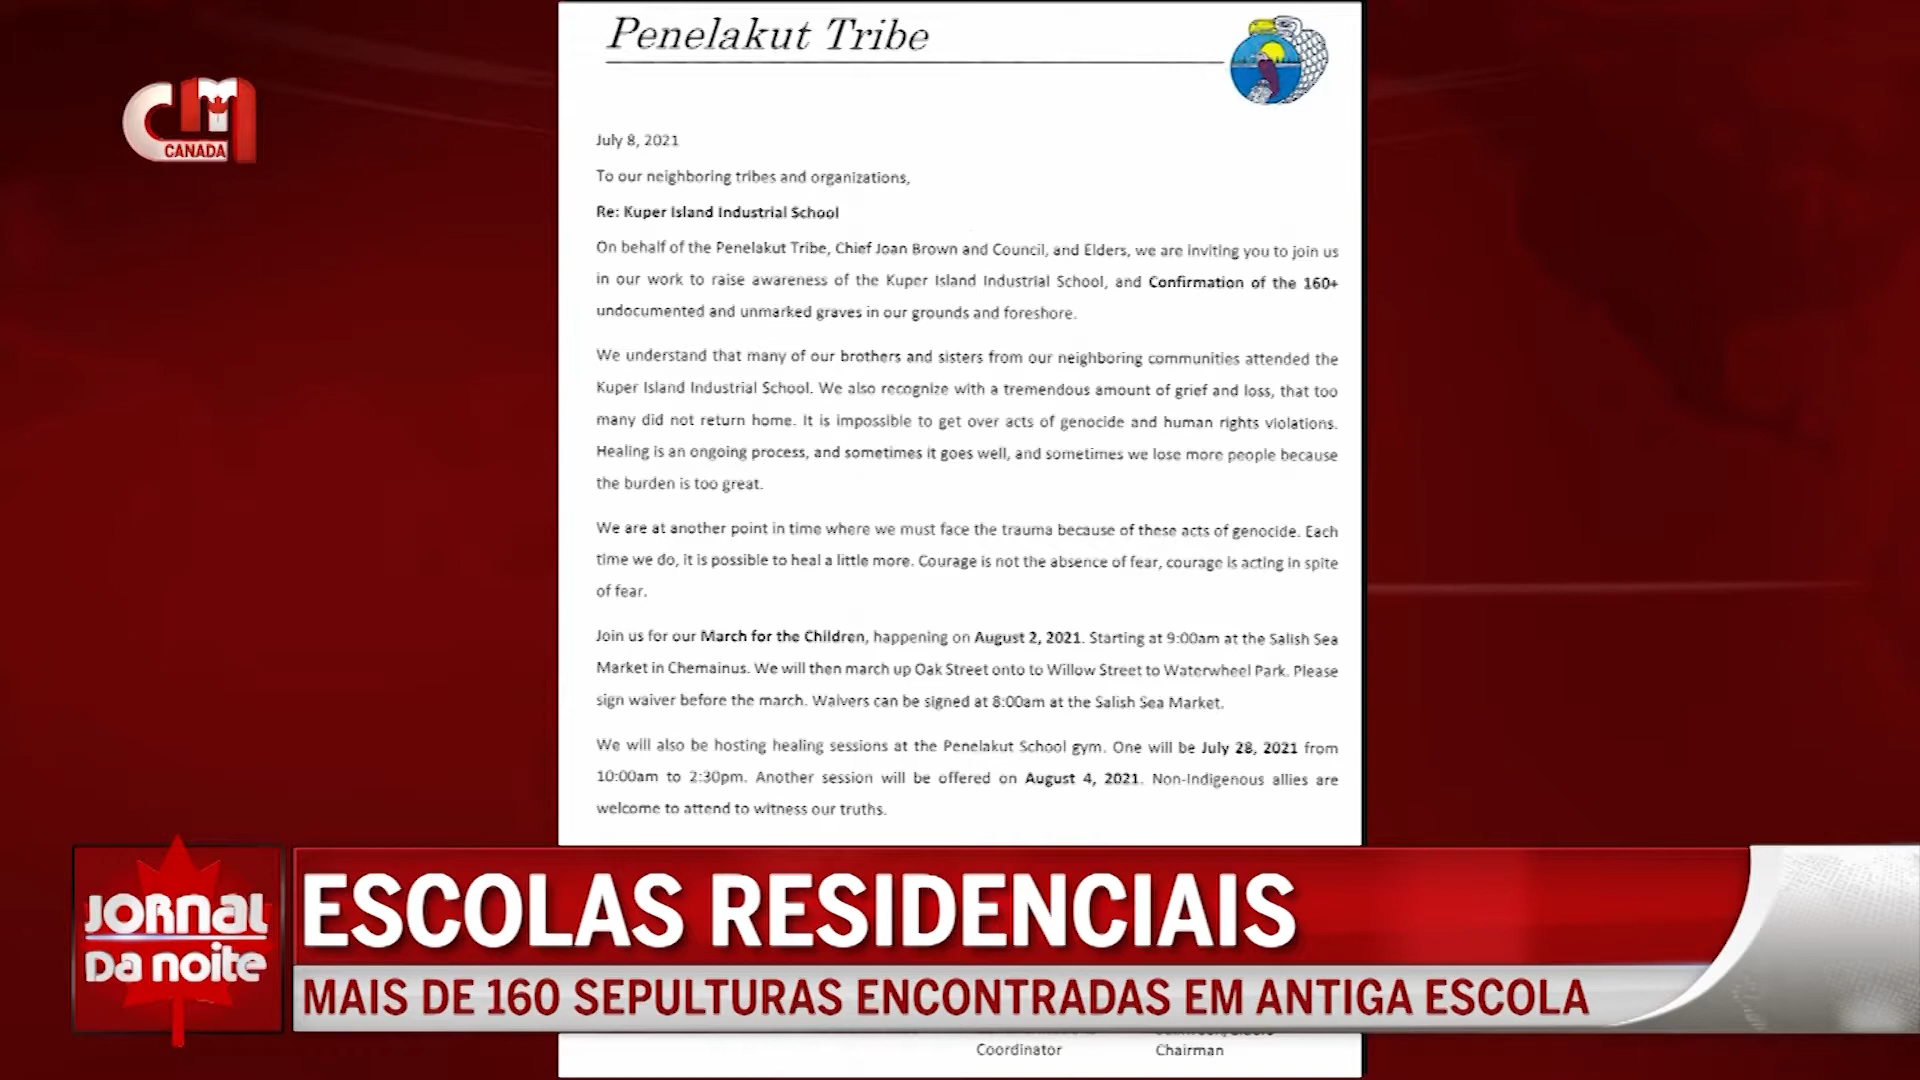 Penelakut Tribe
CM
CANADA
July 8, 2021
To our neighboring tribes and organizations,
Re: Kuper Island Industrial School
On behalf of the Penelakut Tribe, Chief Joan Brown and Council, and Elders, we are inviting you to join us
in our work to raise awareness of the Kuper Island Industrial School, and Confirmation of the 160+
undocumented and unmarked graves in our grounds and foreshore.
We understand that many of our brothers and sisters from our neighboring communities attended the
Kuper Island Industrial School. We also recognize with a tremendous amount of grief and loss, that too
many did not return home. It is impossible to get over acts of genocide and human rights violations.
Healing is an ongoing process, and sometimes it goes well, and sometimes we lose more people because
the burden is too great.
We are at another point in time where we must face the trauma because of these acts of genocide. Each
time we do, it is possible to heal a little more. Courage is not the absence of fear, courage is acting in spite
of fear.
Join us for our March for the Children, happening on August 2, 2021. Starting at 9:00am at the Salish Sea
Market in Chemainus. We will then march up Oak Street onto to Willow Street to Waterwheel Park. Please
sign waiver before the march. Waivers can be signed at 8:00am at the Salish Sea Market.
We will also be hosting healing sessions at the Penelakut School gym. One will be July 28, 2021 from
10:00am to 2:30pm. Another session will be offered on August 4, 2021. Non-Indigenous allies are
welcome to attend to witness our truths.
JORNAL
DA NOITE
ESCOLAS RESIDENCIAIS
MAIS DE 160 SEPULTURAS ENCONTRADAS EM ANTIGA ESCOLA
Coordinator Chairman